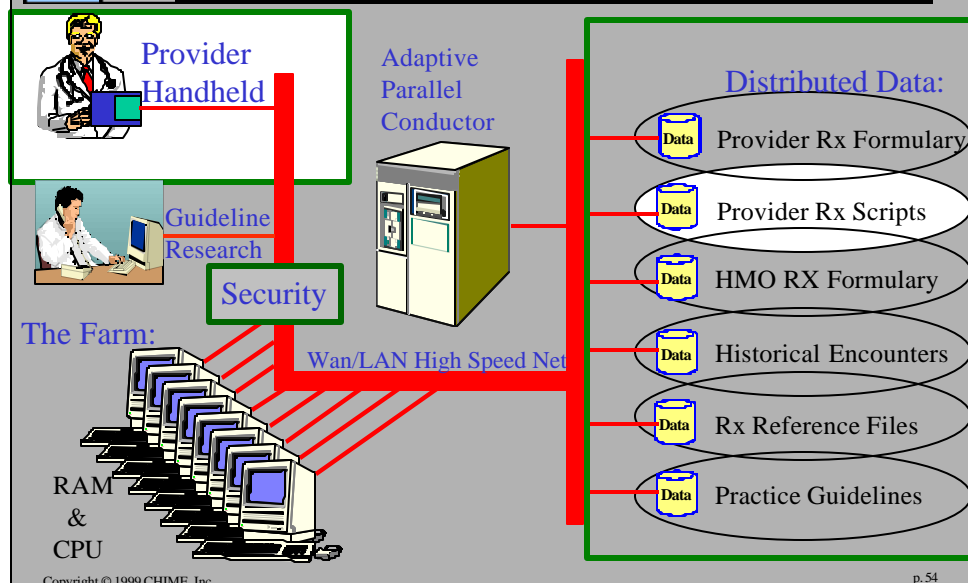 Provider
Handheld
Adaptive
Parallel
Conductor
Distributed Data:
Data
Provider Rx Formulary
Data
Provider Rx Scripts
Data
HMO RX Formulary
Data
Historical Encounters
Data
Rx Reference Files
Data
Practice Guidelines
Guideline
Research
Security
The Farm:
Wan/LAN High Speed Net
RAM
&
CPU
Copyright © 1999 CHIME, Inc.
p. 54